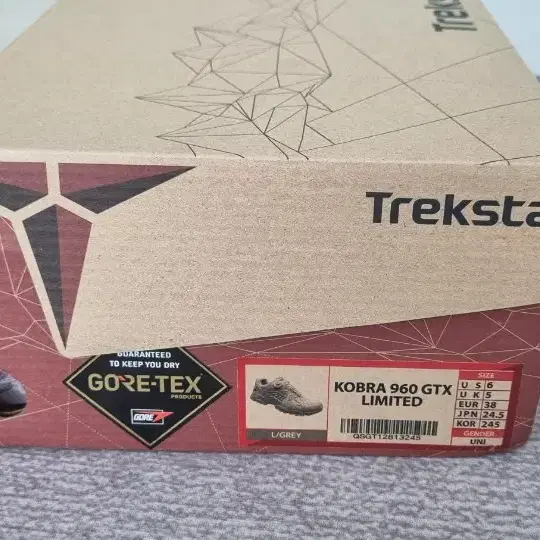 Trekst
Treksta
GUARANTEED
TO KEEP YOU DRY
GORE-TEX
PRODUCTS
GORE
L/GREY
KOBRA 960 GTX
LIMITED
QSGT12813245
SIZE
U S 6
U K 5
EUR 38
JPN 24.5
KOR 245
GENDER
UNI